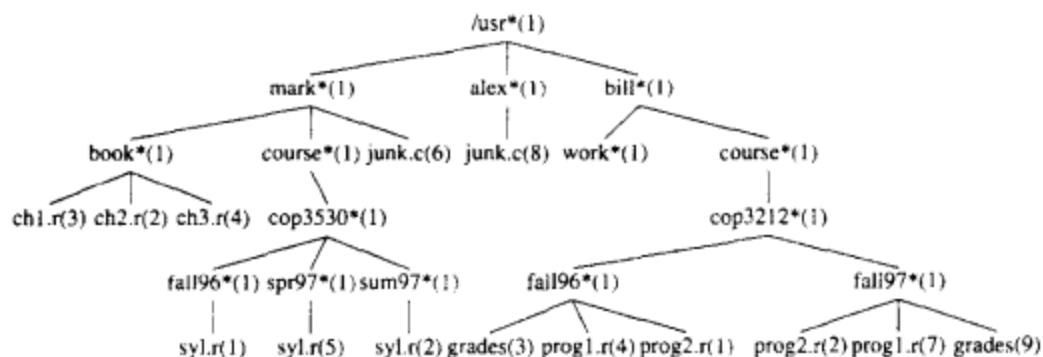 /usr*(1)
mark*(1) alex*(1) bill*(1)
book*(1) course*(1) junk.c(6) junk.c(8) work*(1) course*(1)
ch1.r(3) ch2.r(2) ch3.r(4) cop3530*(1) cop3212*(1)
fall96*(1) spr97*(1) sum97*(1) fall96*(1) fall97*(1)
syl.r(1) syl.r(5) syl.r(2) grades(3) prog1.r(4) prog2.r(1) prog2.r(2) prog1.r(7) grades(9)